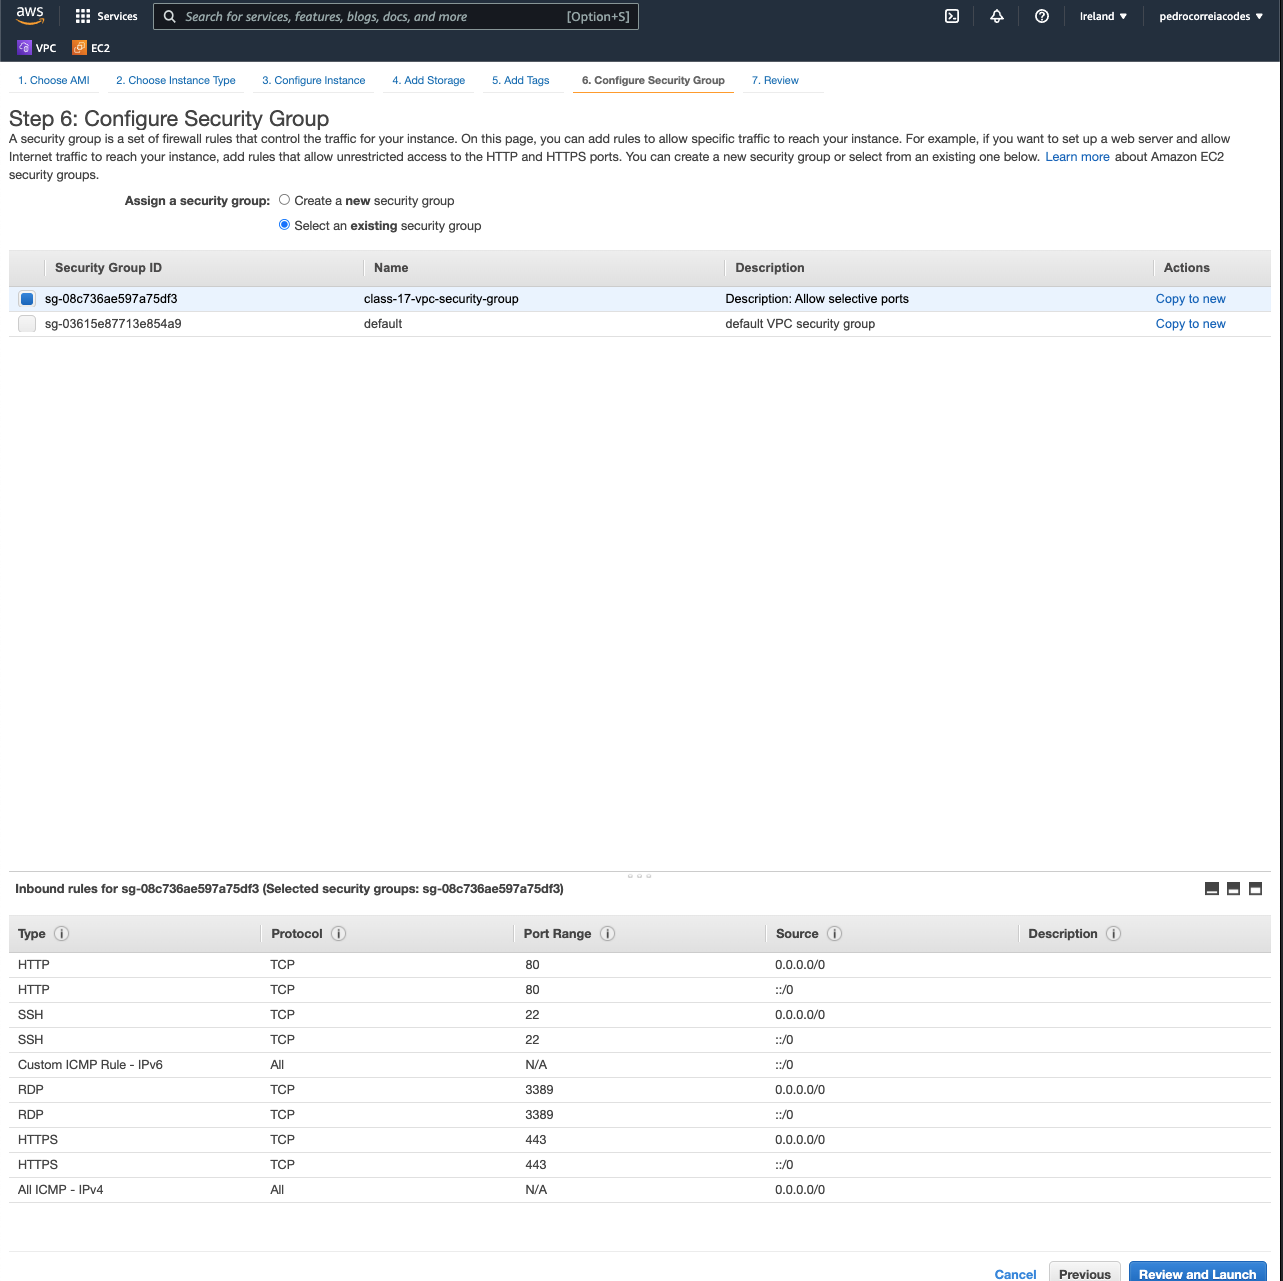 aws
Services
Search for services, features, blogs, docs, and more [Option+S]
Ireland ▼
pedrocorreiacodes ▼
VPC EC2
1. Choose AMI 2. Choose Instance Type 3. Configure Instance 4. Add Storage 5. Add Tags 6. Configure Security Group 7. Review
Step 6: Configure Security Group
A security group is a set of firewall rules that control the traffic for your instance. On this page, you can add rules to allow specific traffic to reach your instance. For example, if you want to set up a web server and allow
Internet traffic to reach your instance, add rules that allow unrestricted access to the HTTP and HTTPS ports. You can create a new security group or select from an existing one below. Learn more about Amazon EC2
security groups.
Assign a security group: Create a new security group
Select an existing security group
Security Group ID Name Description Actions
sg-08c736ae597a75df3 class-17-vpc-security-group Description: Allow selective ports Copy to new
sg-03615e87713e854a9 default default VPC security group Copy to new
Inbound rules for sg-08c736ae597a75df3 (Selected security groups: sg-08c736ae597a75df3)
Type i Protocol i Port Range i Source i Description i
HTTP TCP 80 0.0.0.0/0
HTTP TCP 80 ::/0
SSH TCP 22 0.0.0.0/0
SSH TCP 22 ::/0
Custom ICMP Rule - IPv6 All N/A ::/0
RDP TCP 3389 0.0.0.0/0
RDP TCP 3389 ::/0
HTTPS TCP 443 0.0.0.0/0
HTTPS TCP 443 ::/0
All ICMP - IPv4 All N/A 0.0.0.0/0
Cancel Previous Review and Launch